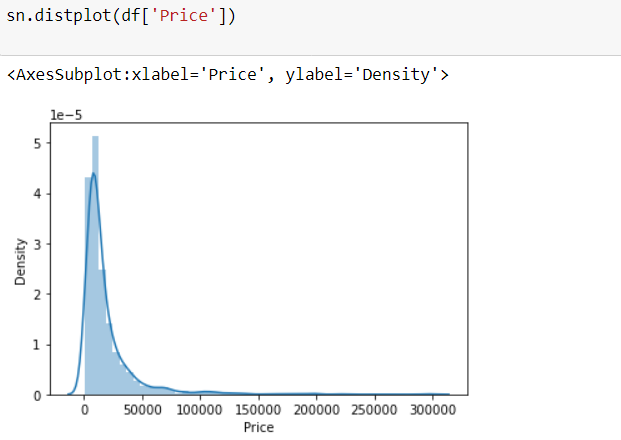 sn.distplot(df['Price'])
<AxesSubplot:xlabel='Price', ylabel='Density'>
1e−5
5
4
3
2
1
0
Density
0 50000 100000 150000 200000 250000 300000
Price